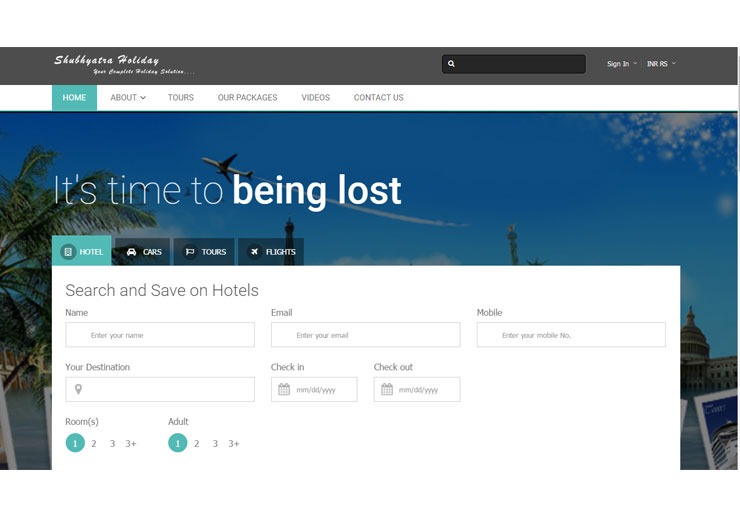 Shubhyatra Holiday
Your Complete Holiday Solution....
Sign In
INR RS
HOME ABOUT TOURS OUR PACKAGES VIDEOS CONTACT US
It's time to being lost
HOTEL CARS TOURS FLIGHTS
Search and Save on Hotels
Name Email Mobile
Enter your name Enter your email Enter your mobile No.
Your Destination Check in Check out
mm/dd/yyyy mm/dd/yyyy
Room(s) Adult
1 2 3 3+ 1 2 3 3+